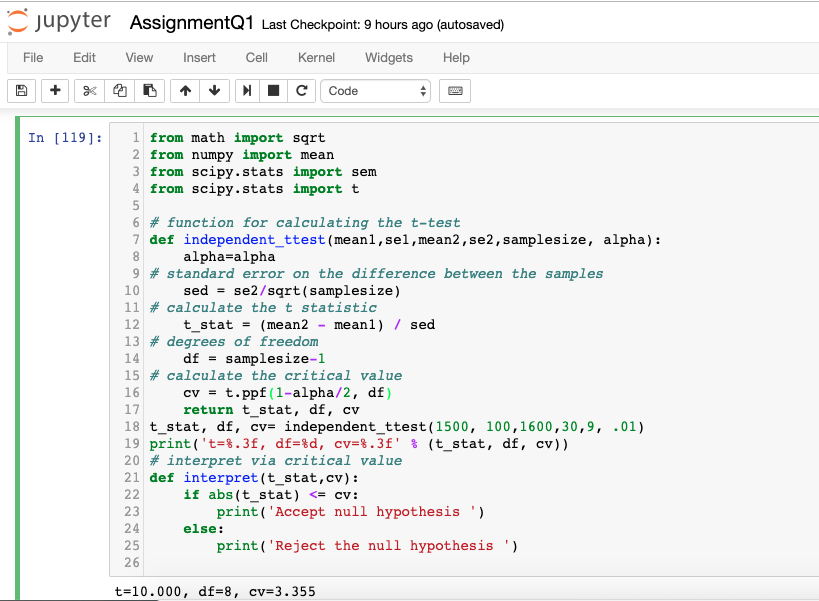 jupyter AssignmentQ1 Last Checkpoint: 9 hours ago (autosaved)
File Edit View Insert Cell Kernel Widgets Help
Code
In [119]:
1 from math import sqrt
2 from numpy import mean
3 from scipy.stats import sem
4 from scipy.stats import t
5
6 # function for calculating the t-test
7 def independent_ttest(mean1,se1,mean2,se2,samplesize, alpha):
8     alpha=alpha
9 # standard error on the difference between the samples
10     sed = se2/sqrt(samplesize)
11 # calculate the t statistic
12     t_stat = (mean2 - mean1) / sed
13 # degrees of freedom
14     df = samplesize-1
15 # calculate the critical value
16     cv = t.ppf(1-alpha/2, df)
17     return t_stat, df, cv
18 t_stat, df, cv= independent_ttest(1500, 100,1600,30,9, .01)
19 print('t=%.3f, df=%d, cv=%.3f' % (t_stat, df, cv))
20 # interpret via critical value
21 def interpret(t_stat,cv):
22     if abs(t_stat) <= cv:
23         print('Accept null hypothesis ')
24     else:
25         print('Reject the null hypothesis ')
26
t=10.000, df=8, cv=3.355